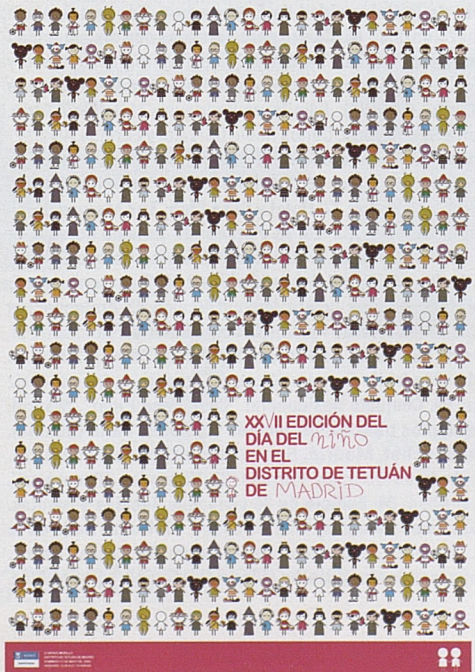 XXVII EDICIÓN DEL
DÍA DEL niño
EN EL
DISTRITO DE TETUÁN
DE MADRID